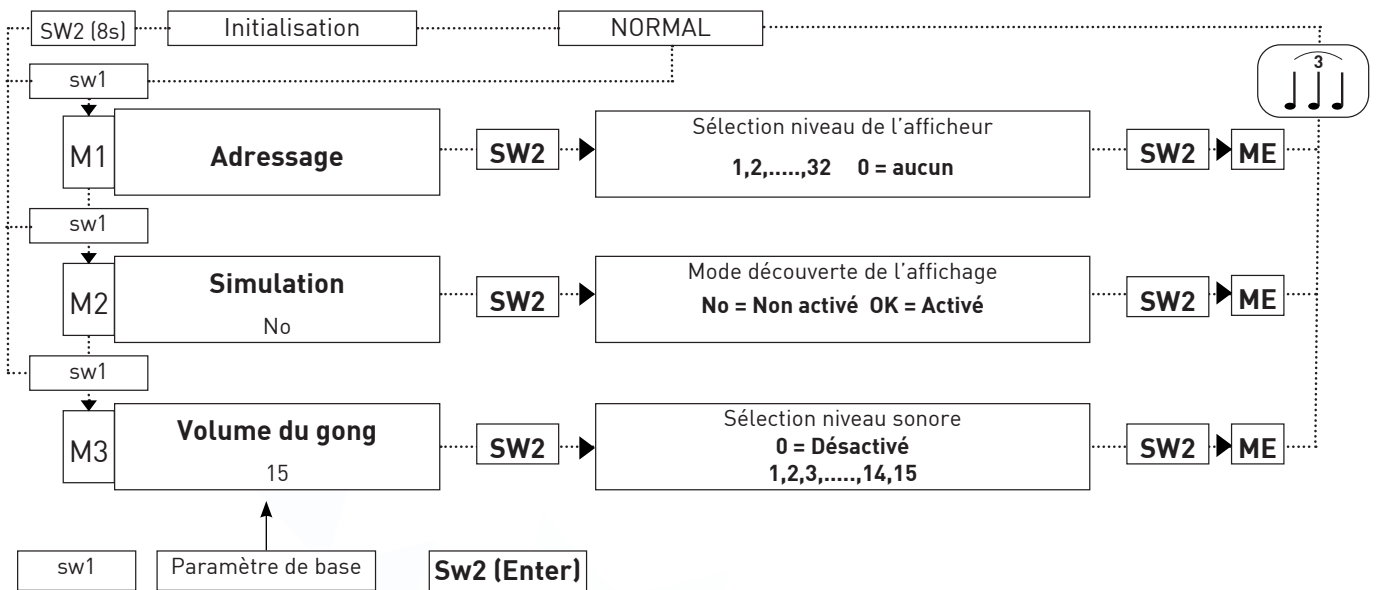 SW2 (8s) Initialisation NORMAL
3
sw1
M1 Adressage SW2 Sélection niveau de l'afficheur SW2 ME
1,2,.....,32 0 = aucun
sw1
M2 Simulation SW2 Mode découverte de l'affichage SW2 ME
No No = Non activé OK = Activé
sw1
M3 Volume du gong SW2 Sélection niveau sonore SW2 ME
15 0 = Désactivé
1,2,3,.....,14,15
sw1 Paramètre de base Sw2 (Enter)